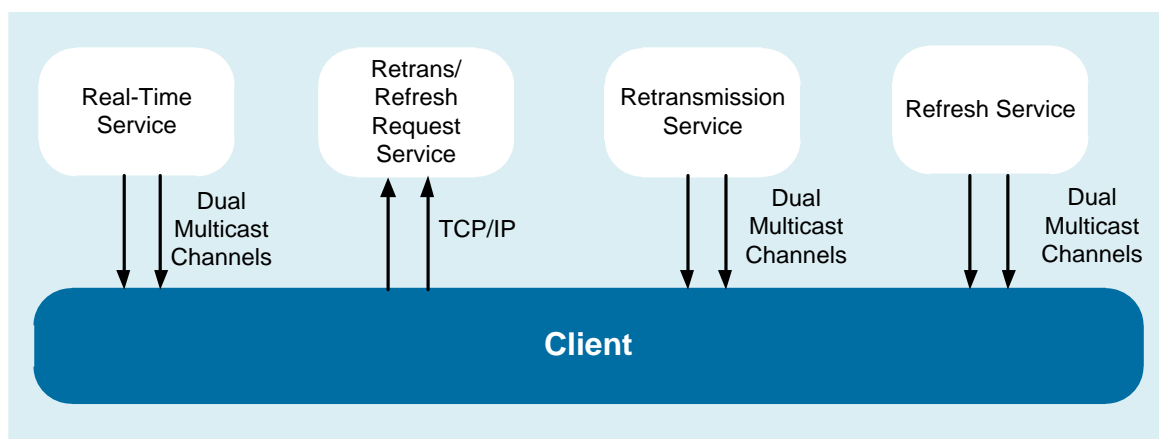 Real-Time
Service
Retrans/
Refresh
Request
Service
Retransmission
Service
Refresh Service
Dual
Multicast
Channels
TCP/IP
Dual
Multicast
Channels
Dual
Multicast
Channels
Client